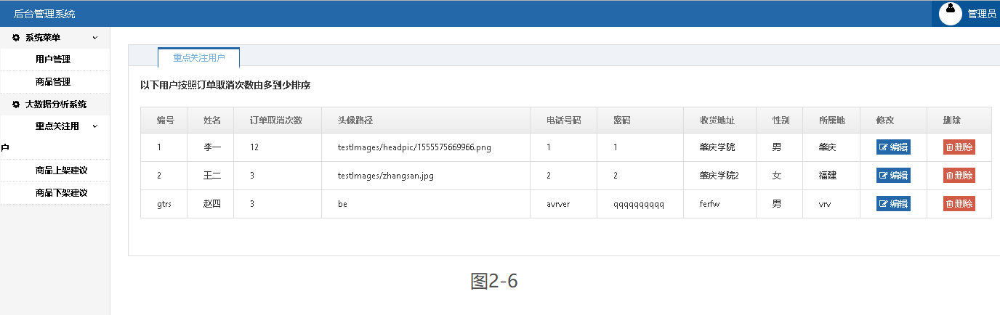 后台管理系统
管理员
系统菜单
用户管理
商品管理
大数据分析系统
重点关注用
户
商品上架建议
商品下架建议
重点关注用户
以下用户按照订单取消次数由多到少排序
编号 姓名 订单取消次数 头像路径 电话号码 密码 收货地址 性别 所属地 修改 删除
1 李一 12 testImages/headpic/1555575669966.png 1 1 肇庆学院 男 肇庆 编辑 删除
2 王二 3 testImages/zhangsan.jpg 2 2 肇庆学院2 女 福建 编辑 删除
gtrs 赵四 3 be avrver qqqqqqqqqq ferfw 男 vrv 编辑 删除
图2-6